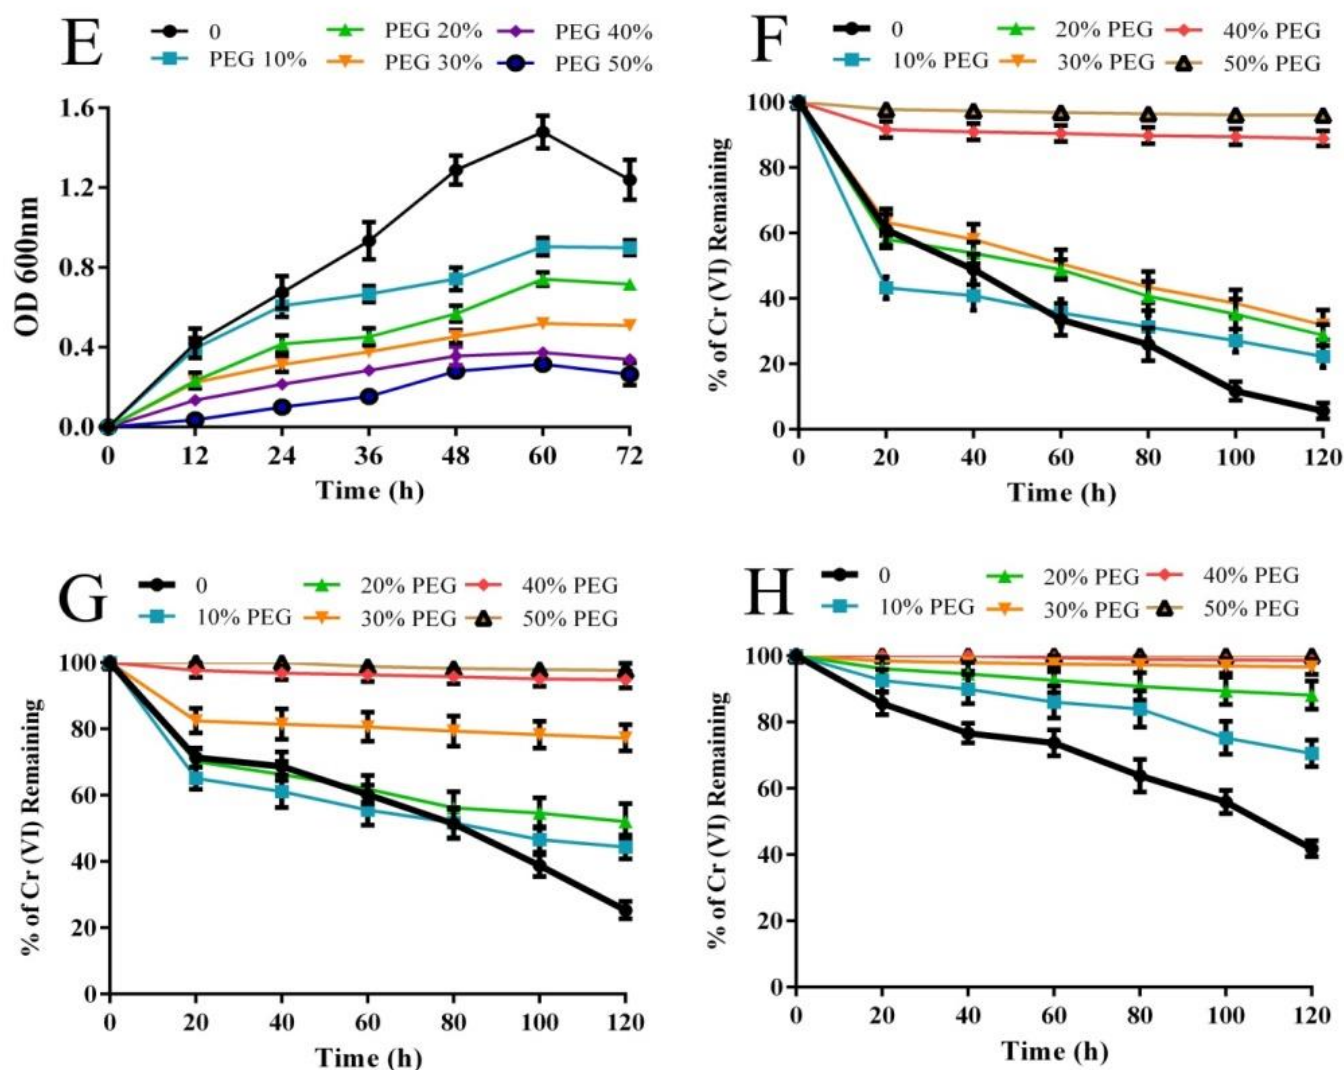 E
0
PEG 20%
PEG 40%
PEG 10%
PEG 30%
PEG 50%
1.6
1.2
0.8
0.4
0.0
OD 600nm
0 12 24 36 48 60 72
Time (h)
F
0
20% PEG
40% PEG
10% PEG
30% PEG
50% PEG
100
80
60
40
20
0
% of Cr (VI) Remaining
0 20 40 60 80 100 120
Time (h)
G
0
20% PEG
40% PEG
10% PEG
30% PEG
50% PEG
100
80
60
40
20
0
% of Cr (VI) Remaining
0 20 40 60 80 100 120
Time (h)
H
0
20% PEG
40% PEG
10% PEG
30% PEG
50% PEG
100
80
60
40
20
0
% of Cr (VI) Remaining
0 20 40 60 80 100 120
Time (h)